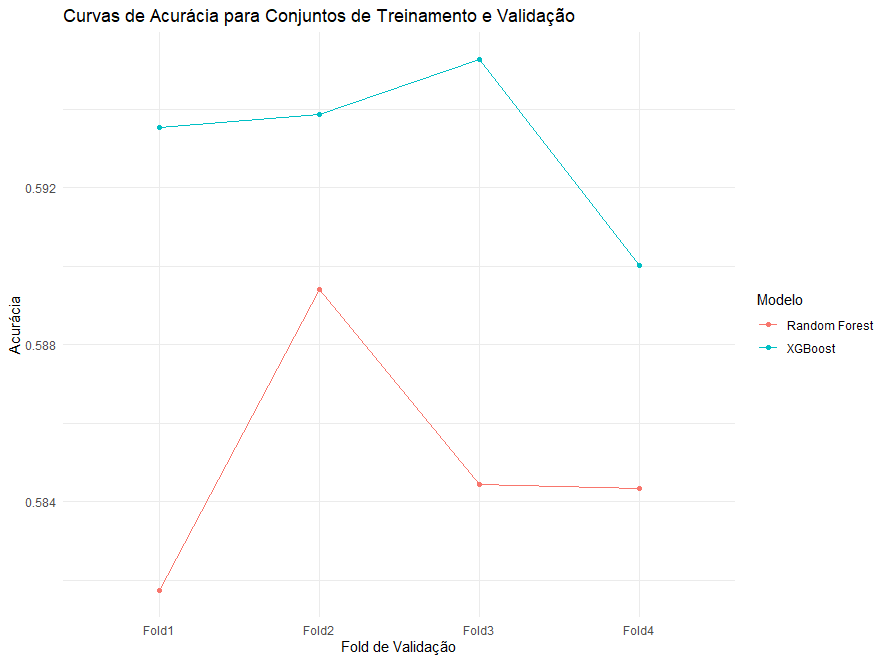 Curvas de Acurácia para Conjuntos de Treinamento e Validação
Acurácia
0.592
0.588
0.584
Fold1 Fold2 Fold3 Fold4
Fold de Validação
Modelo
Random Forest
XGBoost